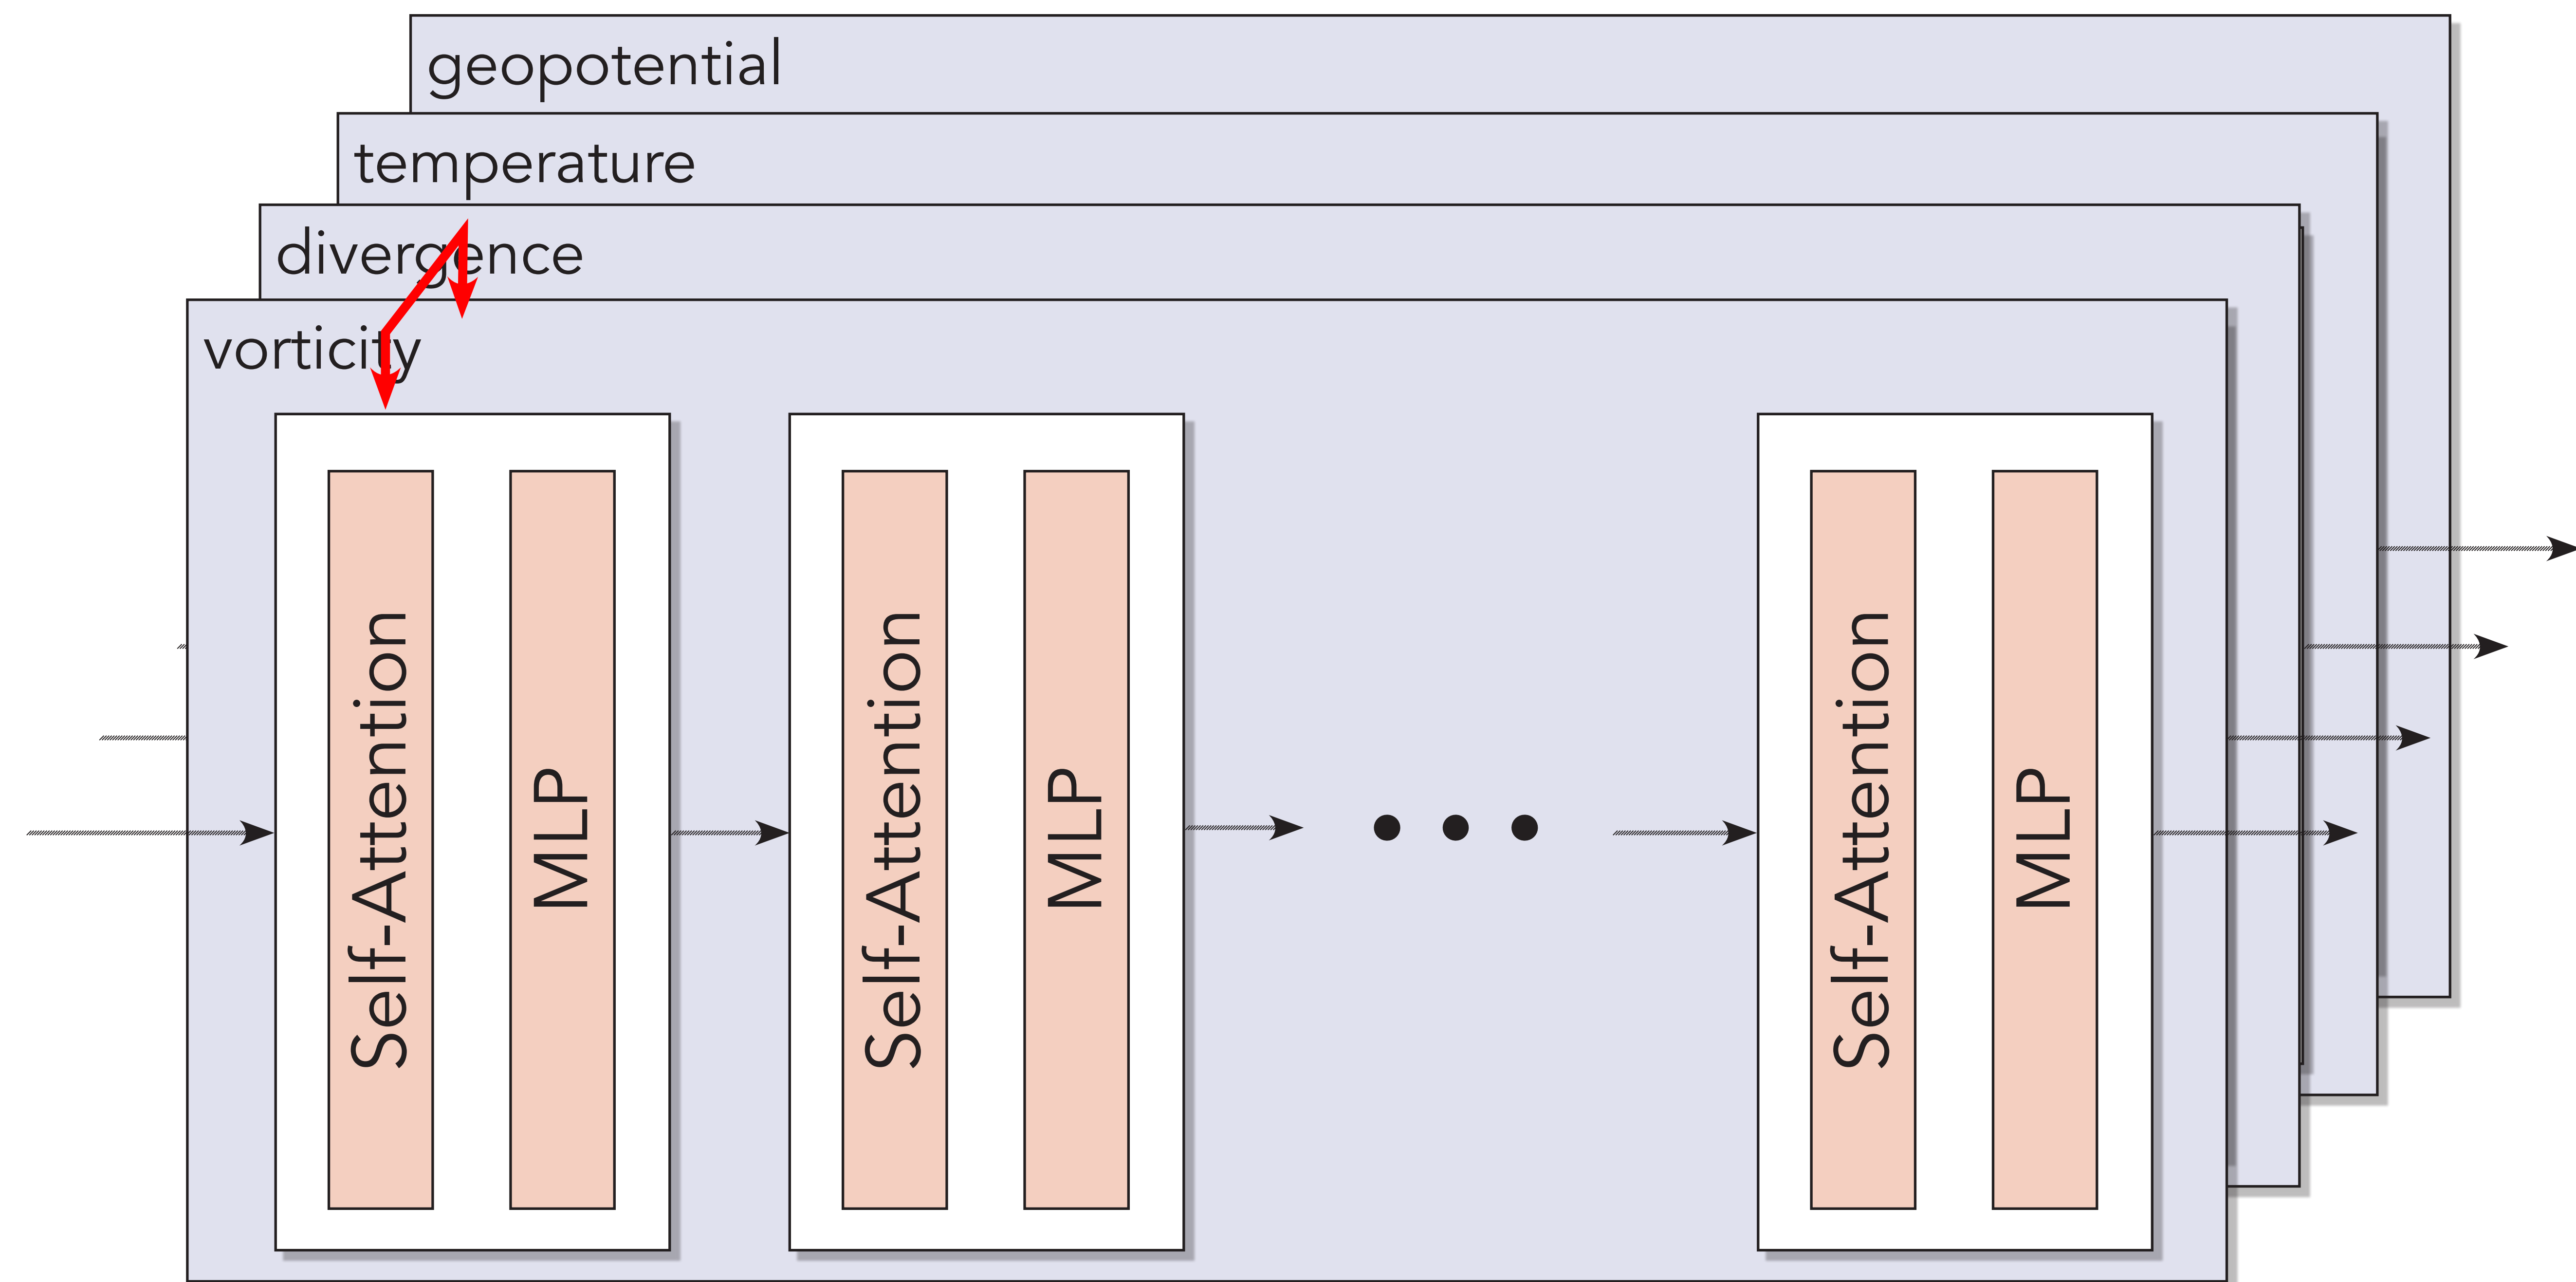 geopotential
temperature
divergence
vorticity
Self-Attention
MLP
Self-Attention
MLP
Self-Attention
MLP